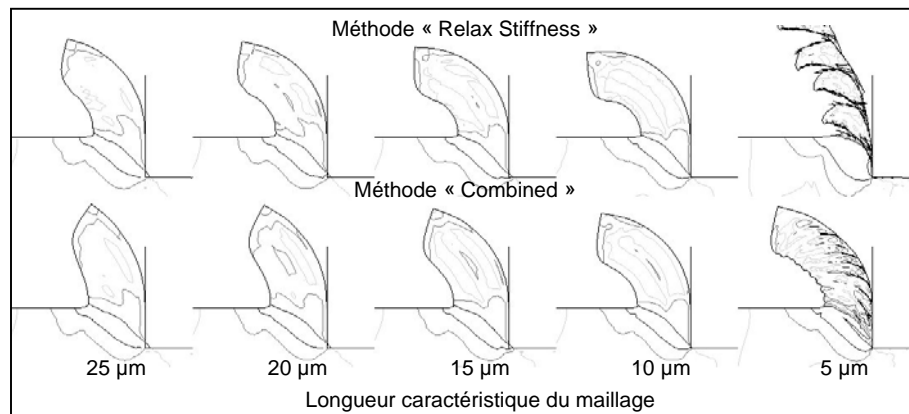 Méthode « Relax Stiffness »
Méthode « Combined »
25 µm 20 µm 15 µm 10 µm 5 µm
Longueur caractéristique du maillage